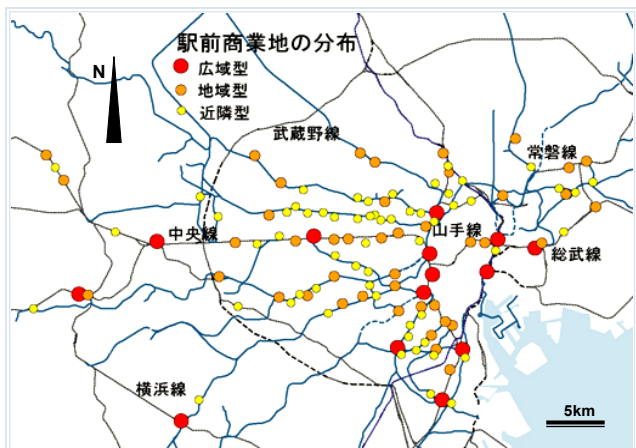 駅前商業地の分布
N
広域型
地域型
近隣型
武蔵野線
常磐線
中央線
山手線
総武線
横浜線
5km